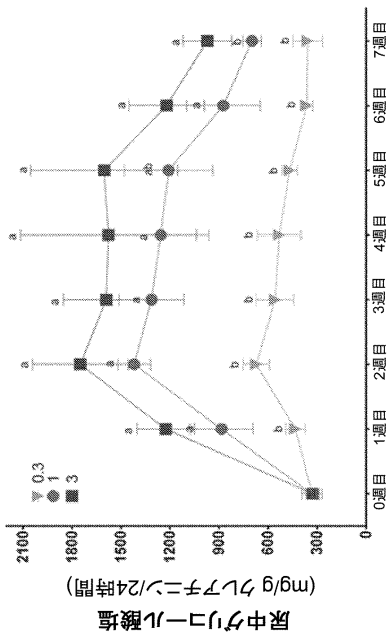 尿中グリコール酸塩
(mg/g クレアチニン/24時間)
2100
1800
1500
1200
900
600
300
0
0.3
1
3
a
a
b
a
a
b
a
a
b
a
a
b
a
ab
b
a
a
b
a
b
b
0週目
1週目
2週目
3週目
4週目
5週目
6週目
7週目